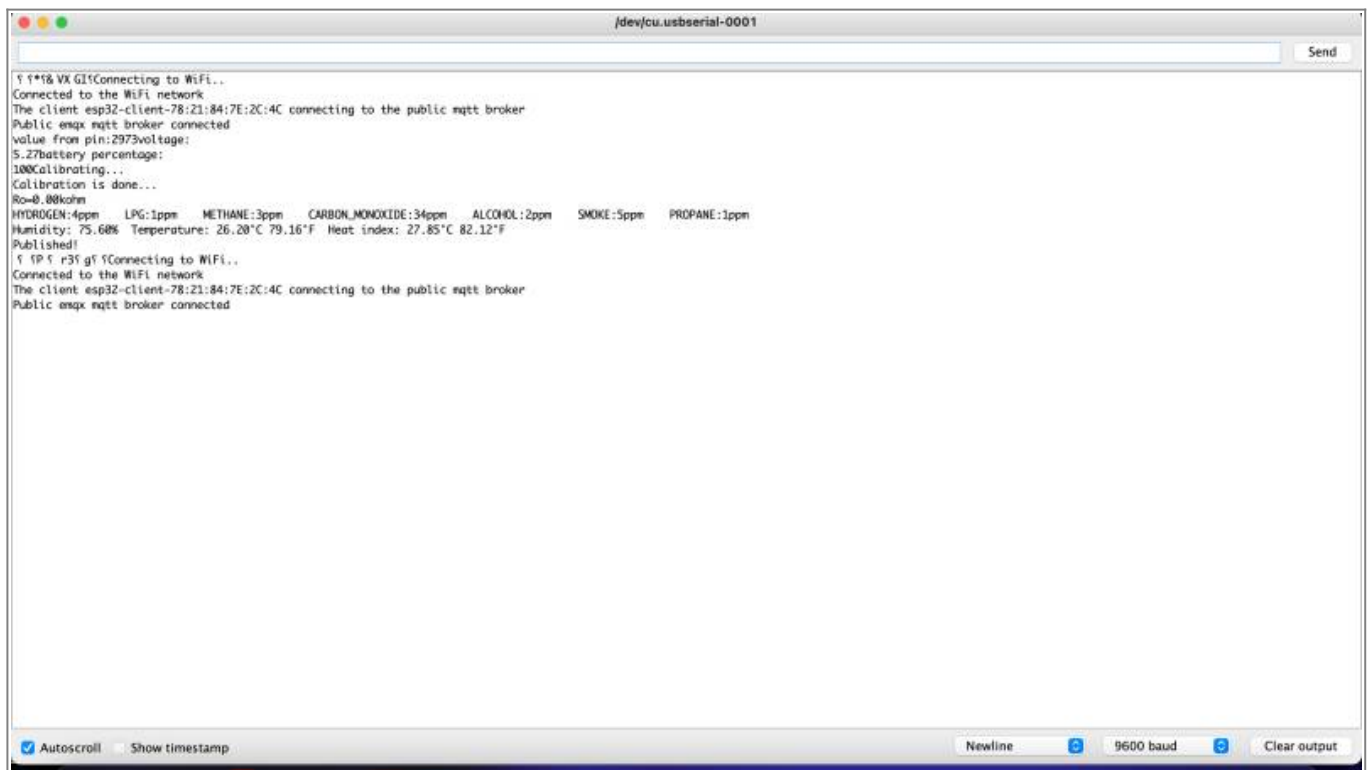 /dev/cu.usbserial-0001
Send
Connecting to WiFi..
Connected to the WiFi network
The client esp32-client-78:21:84:7E:2C:4C connecting to the public mqtt broker
Public emqx mqtt broker connected
value from pin:2973voltage:
5.27battery percentage:
100Calibrating...
Calibration is done...
Ro=0.00kohm
HYDROGEN:4ppm LPG:1ppm METHANE:3ppm CARBON_MONOXIDE:34ppm ALCOHOL:2ppm SMOKE:5ppm PROPANE:1ppm
Humidity: 75.60% Temperature: 26.20°C 79.16°F Heat index: 27.85°C 82.12°F
Published!
Connecting to WiFi..
Connected to the WiFi network
The client esp32-client-78:21:84:7E:2C:4C connecting to the public mqtt broker
Public emqx mqtt broker connected
Autoscroll Show timestamp Newline 9600 baud Clear output